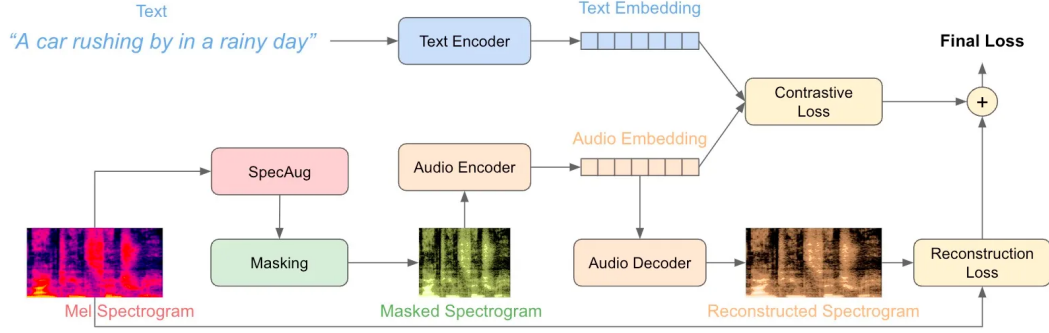 Text
“A car rushing by in a rainy day”
Text Encoder
Text Embedding
Contrastive
Loss
Final Loss
+
SpecAug
Audio Encoder
Audio Embedding
Masking
Audio Decoder
Reconstruction
Loss
Mel Spectrogram
Masked Spectrogram
Reconstructed Spectrogram